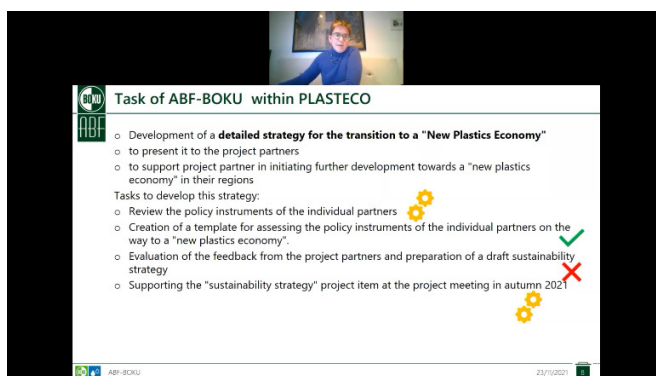 BOKU
ABF
Task of ABF-BOKU within PLASTECO
o Development of a detailed strategy for the transition to a "New Plastics Economy"
o to present it to the project partners
o to support project partner in initiating further development towards a "new plastics
economy" in their regions
Tasks to develop this strategy:
o Review the policy instruments of the individual partners
o Creation of a template for assessing the policy instruments of the individual partners on the
way to a "new plastics economy".
o Evaluation of the feedback from the project partners and preparation of a draft sustainability
strategy
o Supporting the "sustainability strategy" project item at the project meeting in autumn 2021
ABF-BOKU
23/11/2021
8